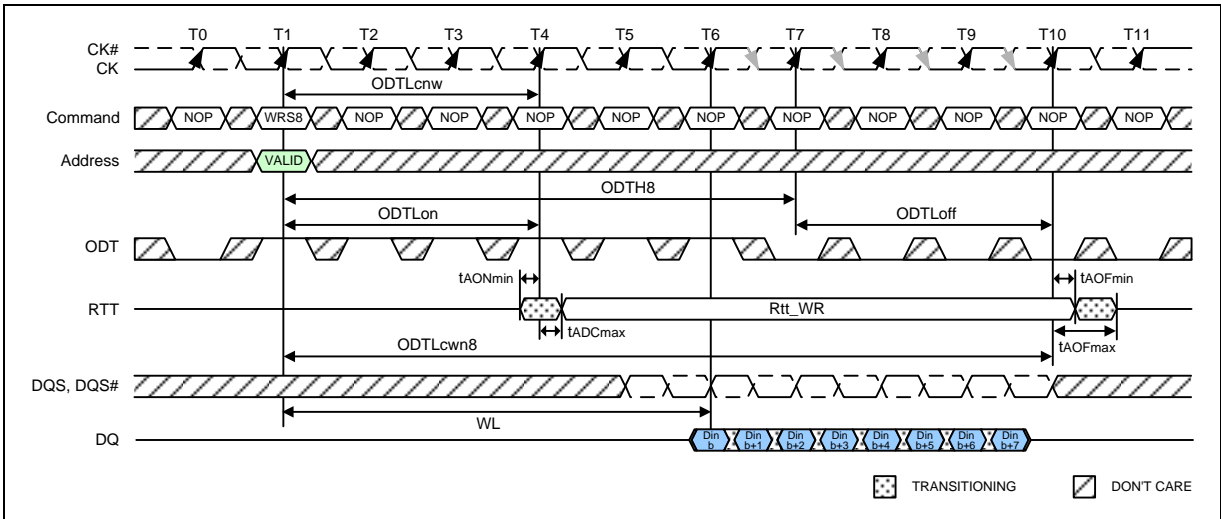 T0 T1 T2 T3 T4 T5 T6 T7 T8 T9 T10 T11
CK#
CK
ODTLcnw
Command NOP WRS8 NOP NOP NOP NOP NOP NOP NOP NOP NOP NOP
Address VALID
ODTH8
ODTLon ODTLoff
ODT
tAONmin tAOFmin
RTT Rtt_WR
tADCmax
ODTLcwn8 tAOFmax
DQS, DQS#
WL
DQ Din b Din b+1 Din b+2 Din b+3 Din b+4 Din b+5 Din b+6 Din b+7
TRANSITIONING DON'T CARE